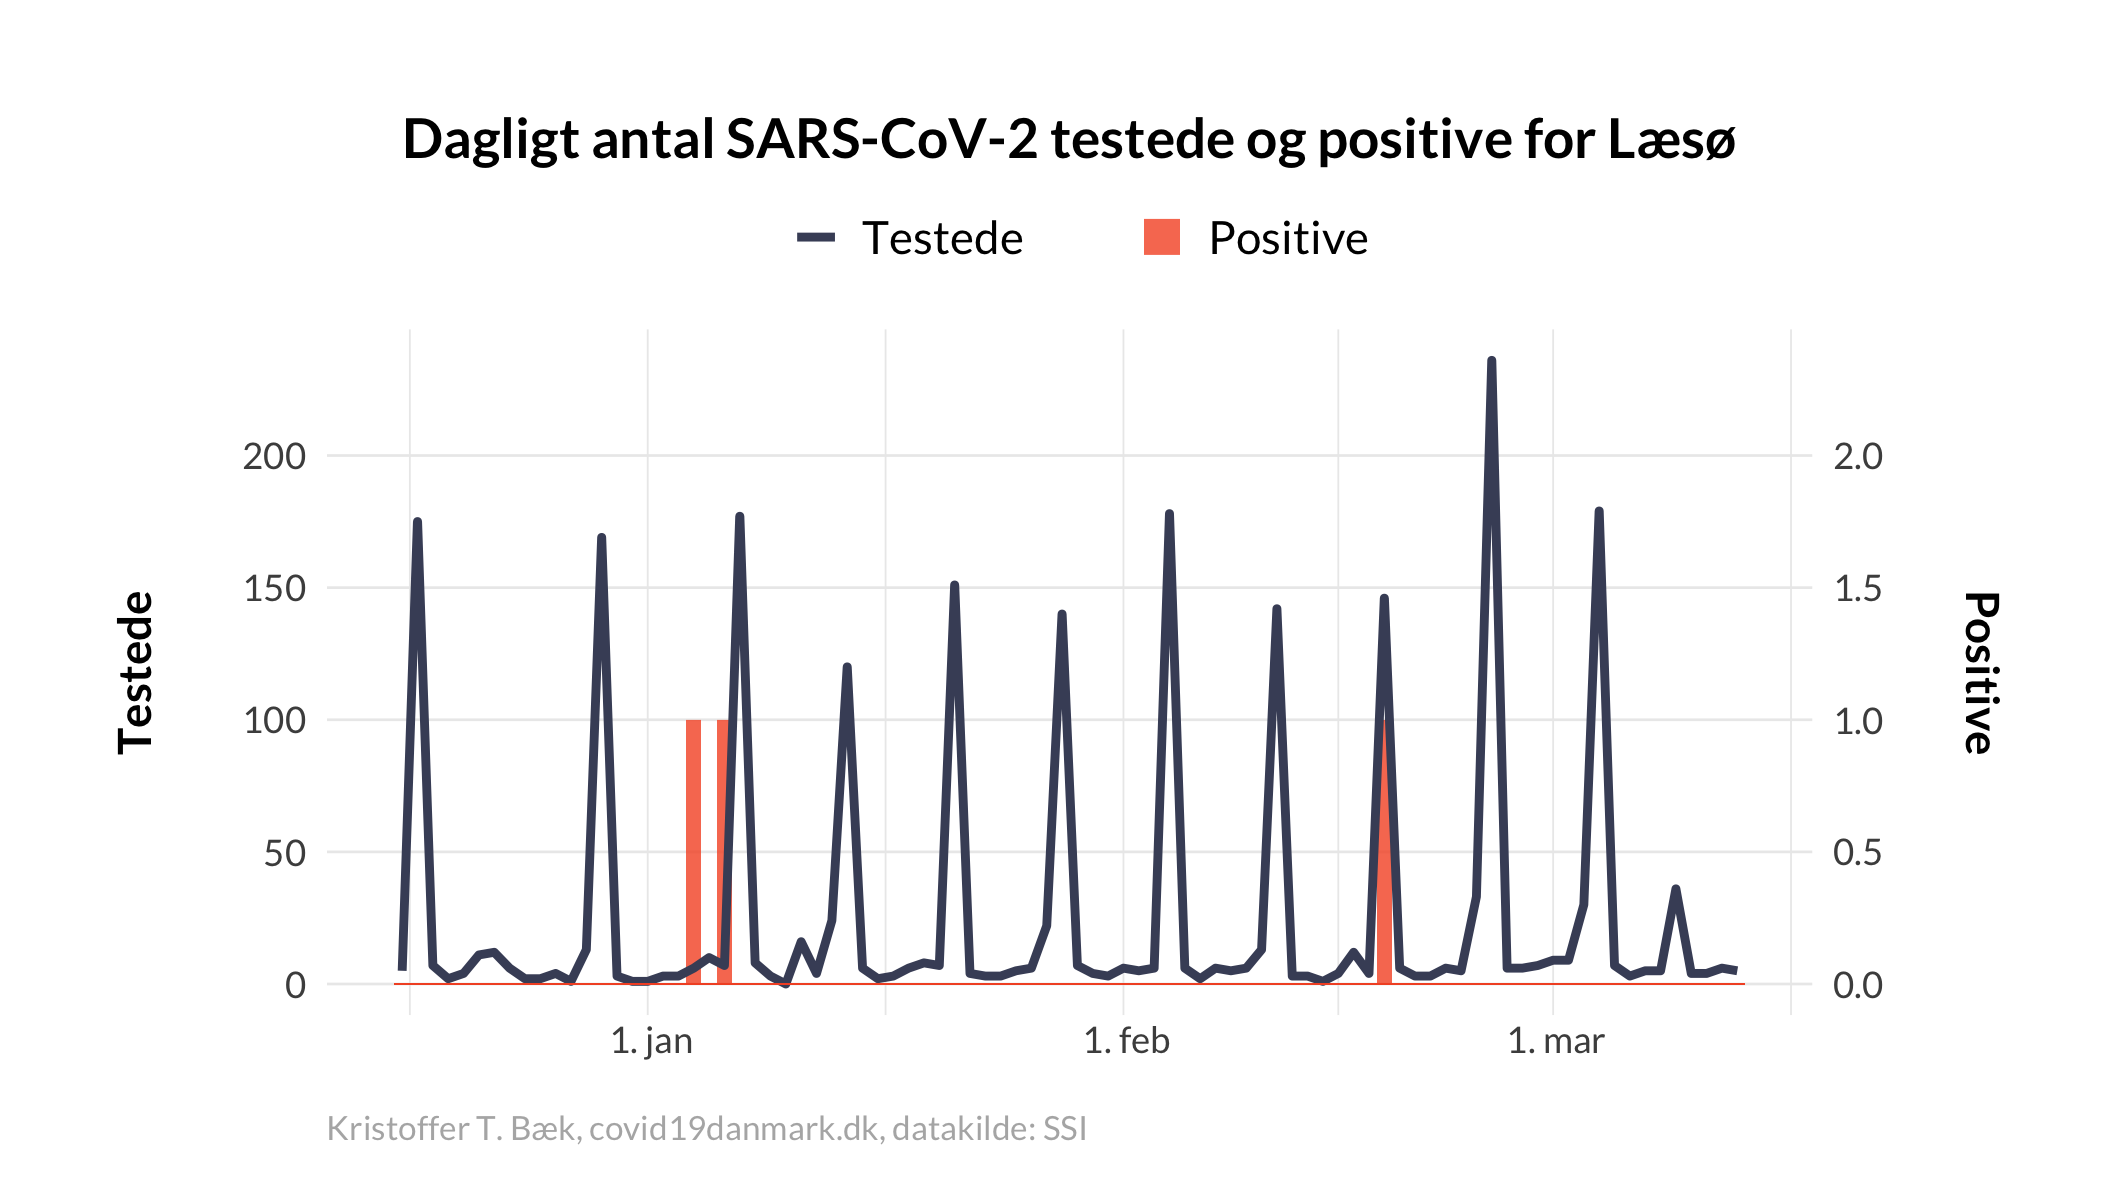 Dagligt antal SARS-CoV-2 testede og positive for Læsø
Testede
Positive
Testede
200
150
100
50
0
2.0
1.5
1.0
0.5
0.0
Positive
1. jan
1. feb
1. mar
Kristoffer T. Bæk, covid19danmark.dk, datakilde: SSI